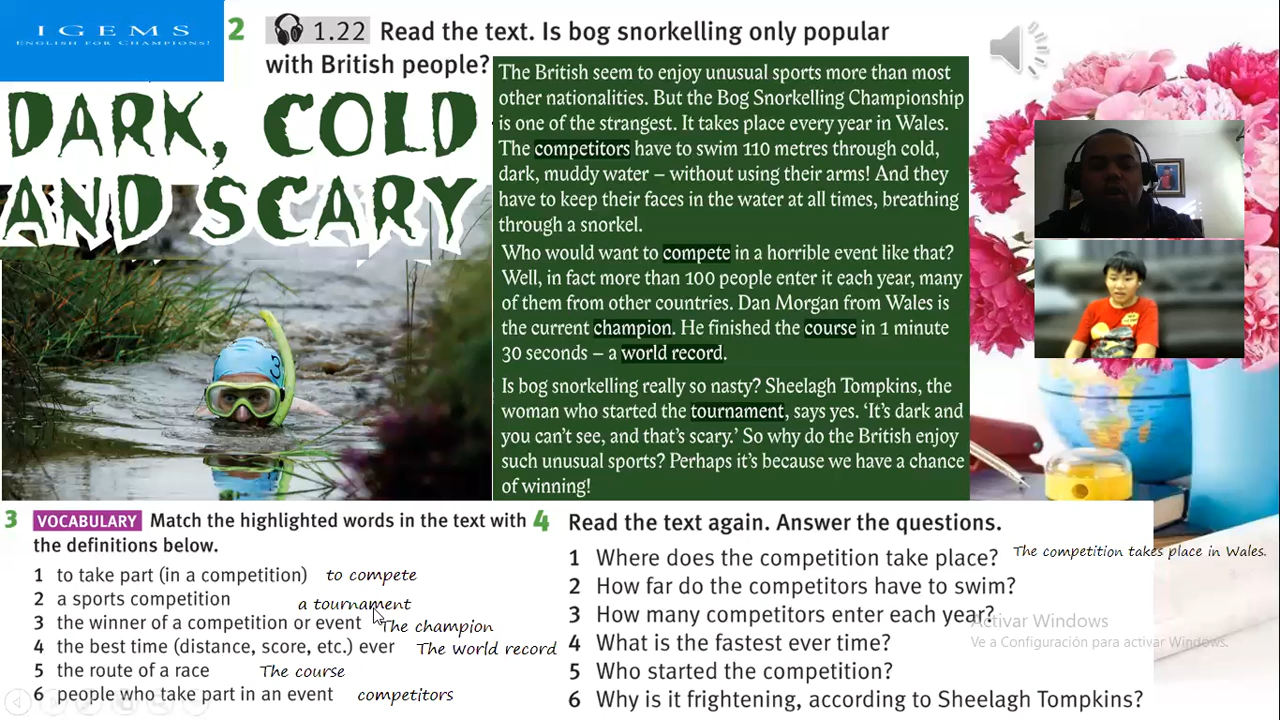 IGEMS
ENGLISH FOR CHAMPIONS!
2 1.22 Read the text. Is bog snorkelling only popular
with British people?
DARK, COLD
AND SCARY
The British seem to enjoy unusual sports more than most
other nationalities. But the Bog Snorkelling Championship
is one of the strangest. It takes place every year in Wales.
The competitors have to swim 110 metres through cold,
dark, muddy water – without using their arms! And they
have to keep their faces in the water at all times, breathing
through a snorkel.
Who would want to compete in a horrible event like that?
Well, in fact more than 100 people enter it each year, many
of them from other countries. Dan Morgan from Wales is
the current champion. He finished the course in 1 minute
30 seconds – a world record.
Is bog snorkelling really so nasty? Sheelagh Tompkins, the
woman who started the tournament, says yes. ‘It’s dark and
you can’t see, and that’s scary.’ So why do the British enjoy
such unusual sports? Perhaps it’s because we have a chance
of winning!
3 VOCABULARY Match the highlighted words in the text with
the definitions below.
1 to take part (in a competition) to compete
2 a sports competition a tournament
3 the winner of a competition or event The champion
4 the best time (distance, score, etc.) ever The world record
5 the route of a race The course
6 people who take part in an event competitors
4 Read the text again. Answer the questions.
1 Where does the competition take place? The competition takes place in Wales.
2 How far do the competitors have to swim?
3 How many competitors enter each year?
4 What is the fastest ever time?
5 Who started the competition?
6 Why is it frightening, according to Sheelagh Tompkins?
Activar Windows
Ve a Configuración para activar Windows.